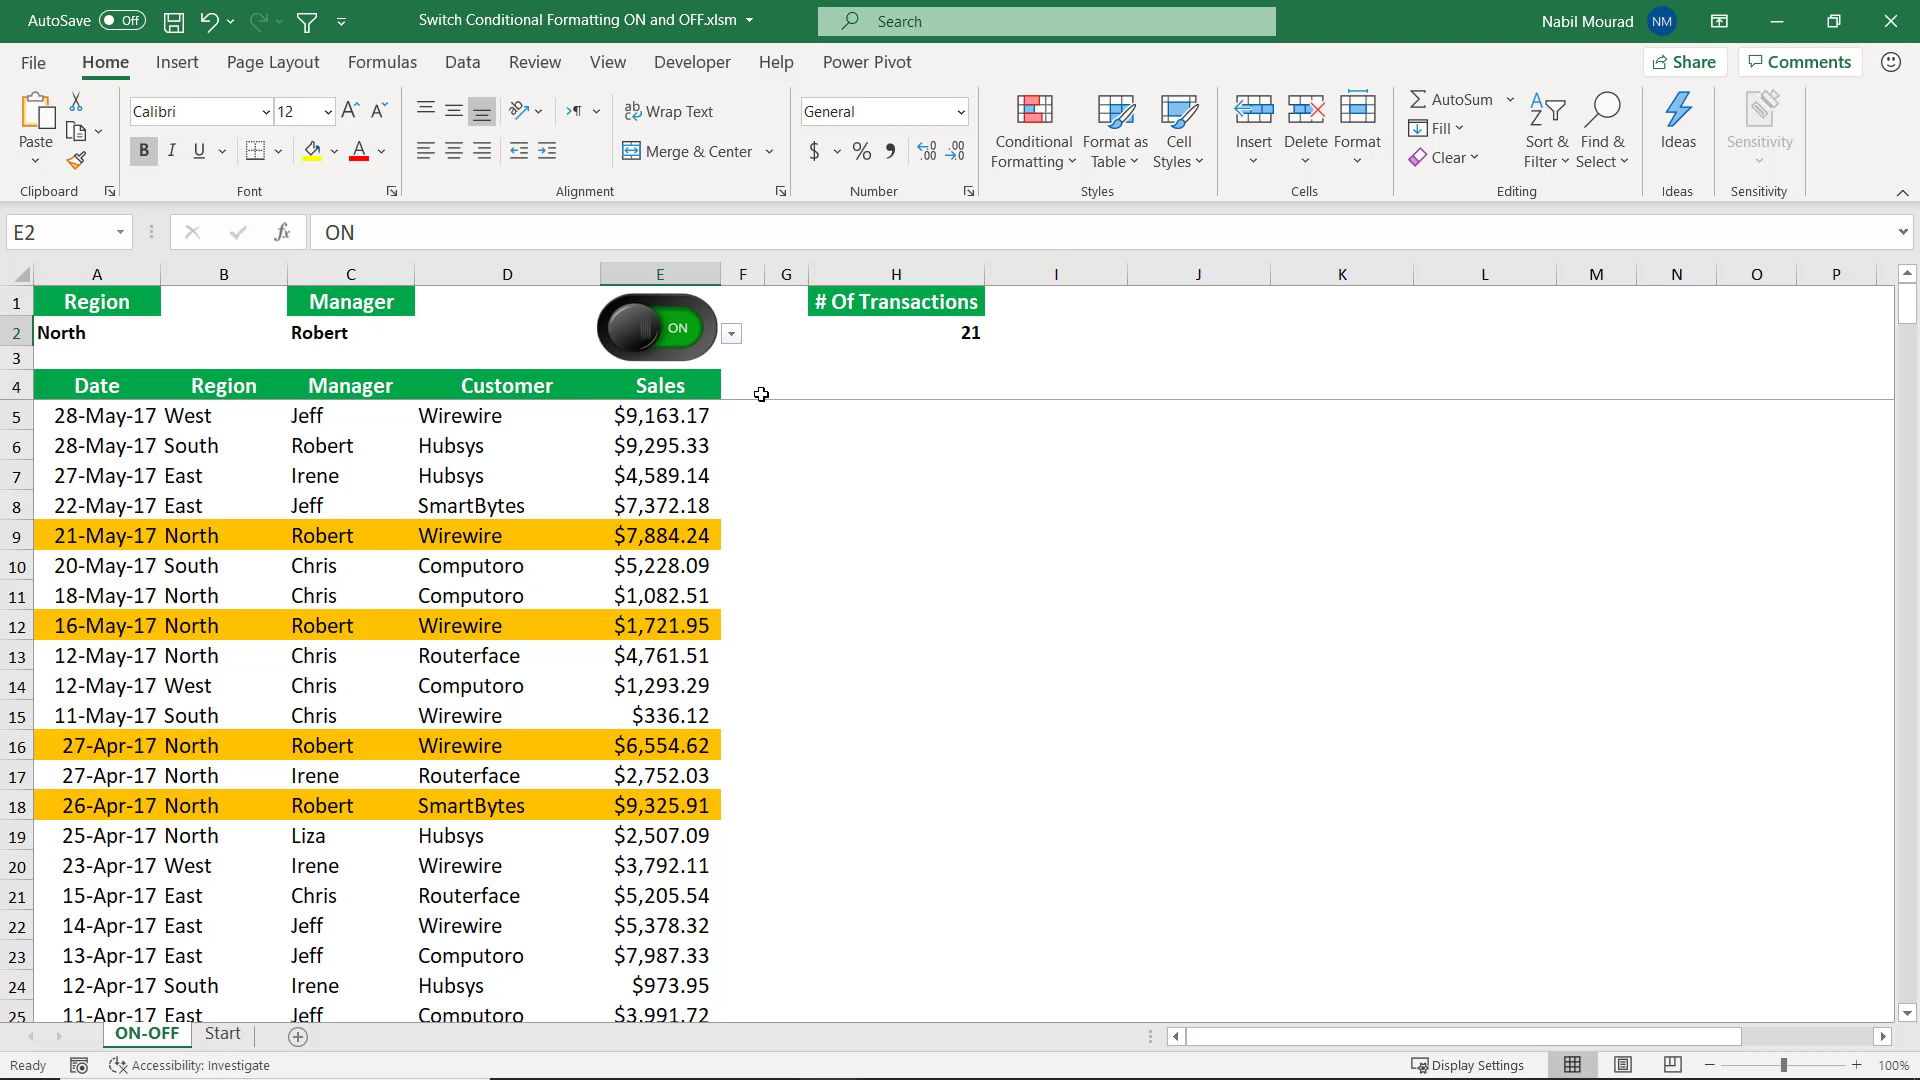 AutoSave Off Switch Conditional Formatting ON and OFF.xlsm Search Nabil Mourad NM
File Home Insert Page Layout Formulas Data Review View Developer Help Power Pivot Share Comments
Paste
Clipboard
Calibri 12
B I U
Font
Wrap Text
Merge & Center
Alignment
General
$ %
Number
Conditional Formatting
Format as Table
Cell Styles
Styles
Insert Delete Format
Cells
AutoSum
Fill
Clear
Sort & Filter
Find & Select
Editing
Ideas
Ideas
Sensitivity
Sensitivity
E2 fx ON
A B C D E F G H I J K L M N O P
1 Region Manager # Of Transactions
2 North Robert ON 21
3
4 Date Region Manager Customer Sales
5 28-May-17 West Jeff Wirewire $9,163.17
6 28-May-17 South Robert Hubsys $9,295.33
7 27-May-17 East Irene Hubsys $4,589.14
8 22-May-17 East Jeff SmartBytes $7,372.18
9 21-May-17 North Robert Wirewire $7,884.24
10 20-May-17 South Chris Computoro $5,228.09
11 18-May-17 North Chris Computoro $1,082.51
12 16-May-17 North Robert Wirewire $1,721.95
13 12-May-17 North Chris Routerface $4,761.51
14 12-May-17 West Chris Computoro $1,293.29
15 11-May-17 South Chris Wirewire $336.12
16 27-Apr-17 North Robert Wirewire $6,554.62
17 27-Apr-17 North Irene Routerface $2,752.03
18 26-Apr-17 North Robert SmartBytes $9,325.91
19 25-Apr-17 North Liza Hubsys $2,507.09
20 23-Apr-17 West Irene Wirewire $3,792.11
21 15-Apr-17 East Chris Routerface $5,205.54
22 14-Apr-17 East Jeff Wirewire $5,378.32
23 13-Apr-17 East Jeff Computoro $7,987.33
24 12-Apr-17 South Irene Hubsys $973.95
25 11-Apr-17 East Jeff Computoro $3,991.72
ON-OFF Start
Ready Accessibility: Investigate Display Settings 100%